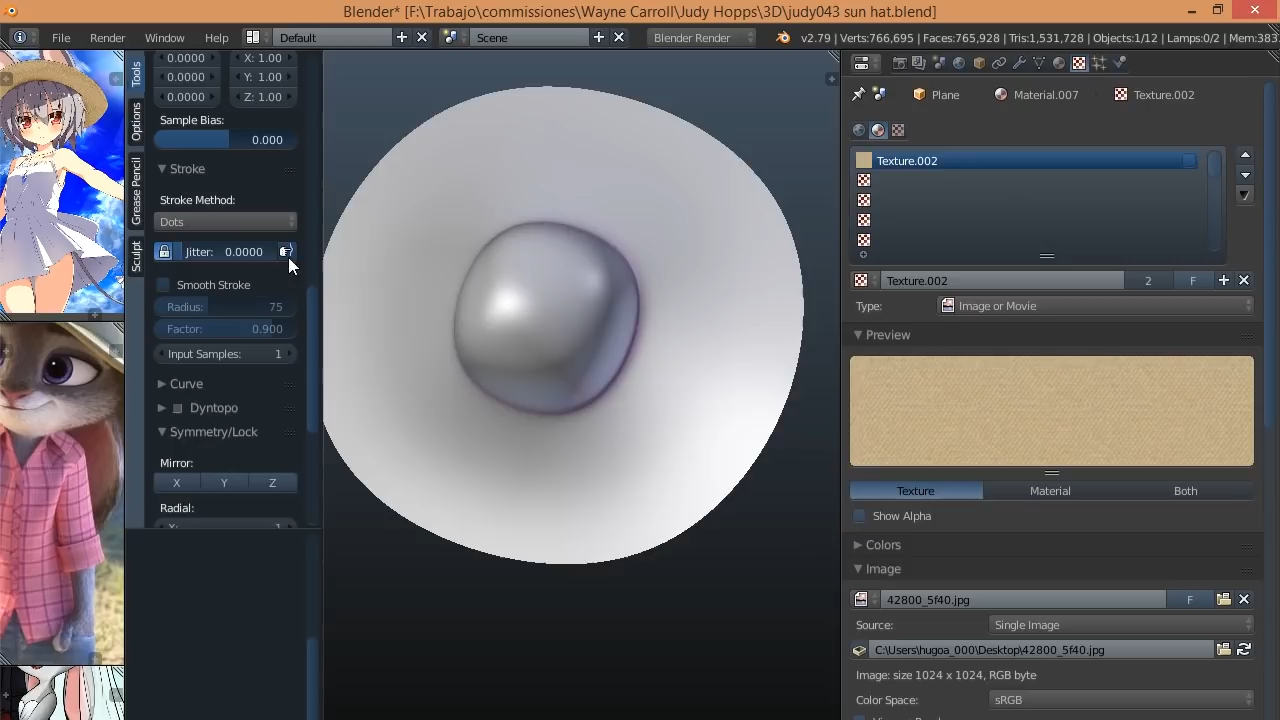 Blender* [F:\Trabajo\commissiones\Wayne Carroll\Judy Hopps\3D\judy043 sun hat.blend]
File Render Window Help Default Scene Blender Render v2.79 | Verts:766,695 | Faces:765,928 | Tris:1,531,728 | Objects:1/12 | Lamps:0/2 | Mem:383
0.0000 X: 1.00
0.0000 Y: 1.00
0.0000 Z: 1.00
Sample Bias:
0.000
Stroke
Stroke Method:
Dots
Jitter: 0.0000
Smooth Stroke
Radius: 75
Factor: 0.900
Input Samples: 1
Curve
Dyntopo
Symmetry/Lock
Mirror:
X Y Z
Radial:
X: 1
Tools
Options
Grease Pencil
Sculpt
Plane Material.007 Texture.002
Texture.002
Texture.002 2 F
Type: Image or Movie
Preview
Texture Material Both
Show Alpha
Colors
Image
42800_5f40.jpg F
Source: Single Image
C:\Users\hugoa_000\Desktop\42800_5f40.jpg
Image: size 1024 x 1024, RGB byte
Color Space: sRGB